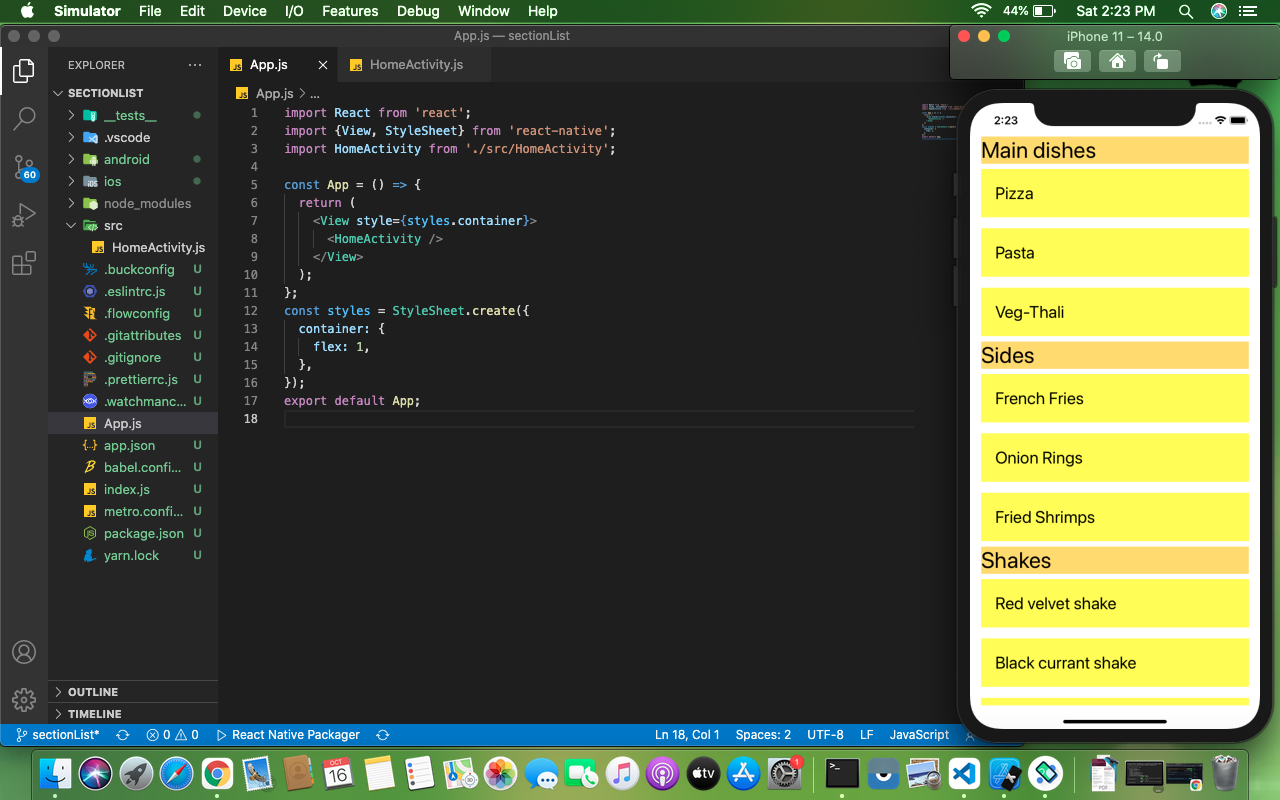 Simulator File Edit Device I/O Features Debug Window Help 44% Sat 2:23 PM
App.js — sectionList
iPhone 11 – 14.0
EXPLORER ...
App.js
HomeActivity.js
SECTIONLIST
App.js > ...
__tests__
.vscode
android
ios
node_modules
src
HomeActivity.js
.buckconfig U
.eslintrc.js U
.flowconfig U
.gitattributes U
.gitignore U
.prettierrc.js U
.watchmanc... U
App.js
app.json U
babel.confi... U
index.js U
metro.confi... U
package.json U
yarn.lock U
OUTLINE
TIMELINE
60
1 import React from 'react';
2 import {View, StyleSheet} from 'react-native';
3 import HomeActivity from './src/HomeActivity';
4
5 const App = () => {
6 return (
7 <View style={styles.container}>
8 <HomeActivity />
9 </View>
10 );
11 };
12 const styles = StyleSheet.create({
13 container: {
14 flex: 1,
15 },
16 });
17 export default App;
18
2:23
Main dishes
Pizza
Pasta
Veg-Thali
Sides
French Fries
Onion Rings
Fried Shrimps
Shakes
Red velvet shake
Black currant shake
sectionList* 0 0 React Native Packager Ln 18, Col 1 Spaces: 2 UTF-8 LF JavaScript
OCT
16
tv
1